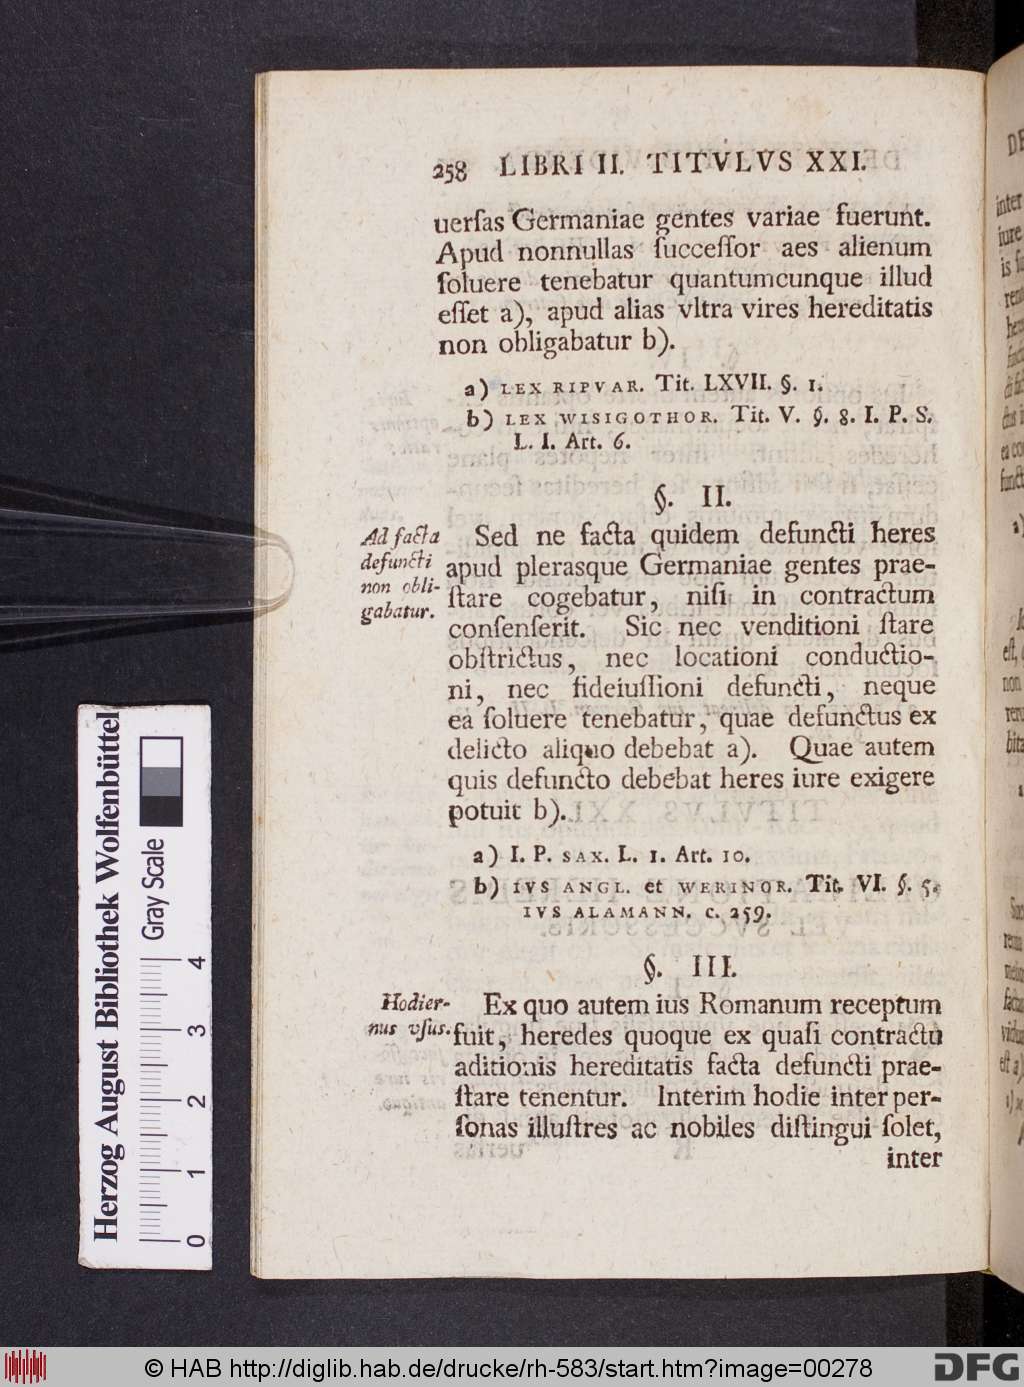 258 LIBRI II. TITVLVS XXI.
uerſas Germaniae gentes variae fuerunt.
Apud nonnullas ſucceſſor aes alienum
ſoluere tenebatur quantumcunque illud
eſſet a), apud alias vltra vires hereditatis
non obligabatur b).
a) LEX RIPVAR. Tit. LXVII. §. 1.
b) LEX WISIGOTHOR. Tit. V. §. 8. I. P. S.
L. I. Art. 6.
§. II.
Ad facta
defuncti
non obli-
gabatur.
Sed ne facta quidem defuncti heres
apud plerasque Germaniae gentes prae-
ſtare cogebatur, niſi in contractum
conſenſerit. Sic nec venditioni ſtare
obſtrictus, nec locationi conductio-
ni, nec fideiuſſioni defuncti, neque
ea ſoluere tenebatur, quae defunctus ex
delicto aliquo debebat a). Quae autem
quis defuncto debebat heres iure exigere
potuit b).
a) I. P. SAX. L. 1. Art. 10.
b) IVS ANGL. et WERINOR. Tit. VI. §. 5.
IVS ALAMANN. c. 259.
§. III.
Hodier-
nus vſus.
Ex quo autem ius Romanum receptum
fuit, heredes quoque ex quaſi contractu
aditionis hereditatis facta defuncti prae-
ſtare tenentur. Interim hodie inter per-
ſonas illuſtres ac nobiles diſtingui ſolet,
inter
Herzog August Bibliothek Wolfenbüttel
Gray Scale
0 1 2 3 4
© HAB http://diglib.hab.de/drucke/rh-583/start.htm?image=00278
DFG